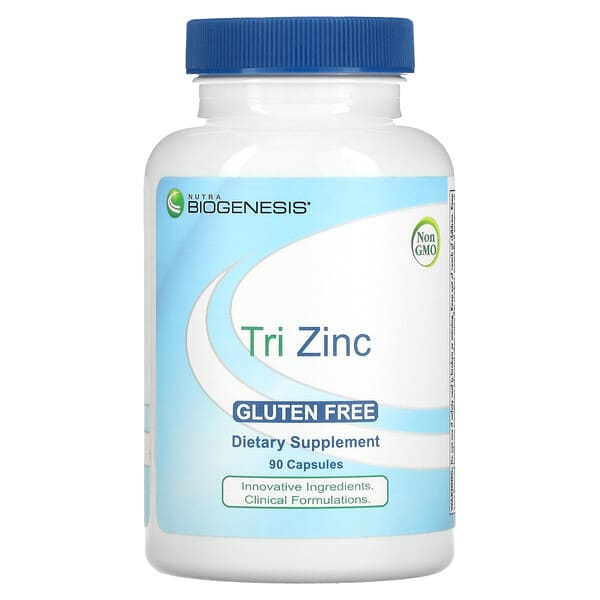 NUTRA
BIOGENESIS®
Non
GMO
Tri Zinc
GLUTEN FREE
Dietary Supplement
90 Capsules
Innovative Ingredients.
Clinical Formulations.